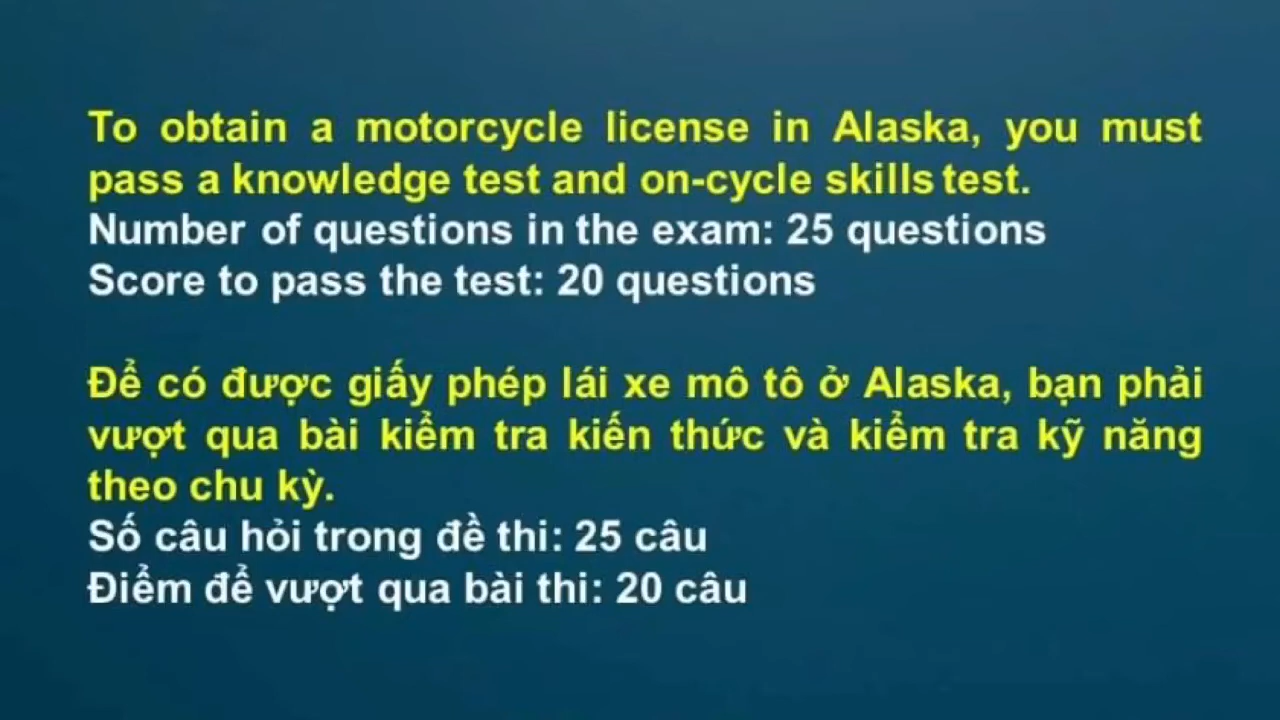 To obtain a motorcycle license in Alaska, you must
pass a knowledge test and on-cycle skills test.
Number of questions in the exam: 25 questions
Score to pass the test: 20 questions
Để có được giấy phép lái xe mô tô ở Alaska, bạn phải
vượt qua bài kiểm tra kiến thức và kiểm tra kỹ năng
theo chu kỳ.
Số câu hỏi trong đề thi: 25 câu
Điểm để vượt qua bài thi: 20 câu